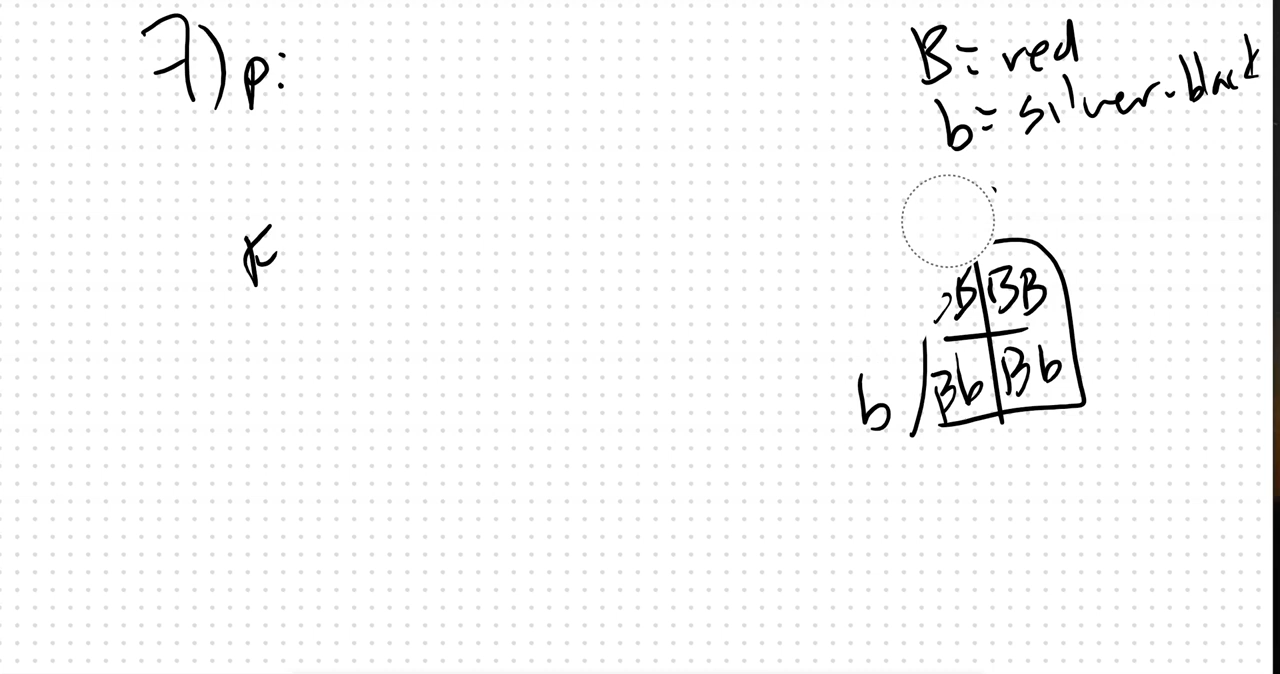 7) p:
B = red
b = silver-black
B BB
b Bb Bb